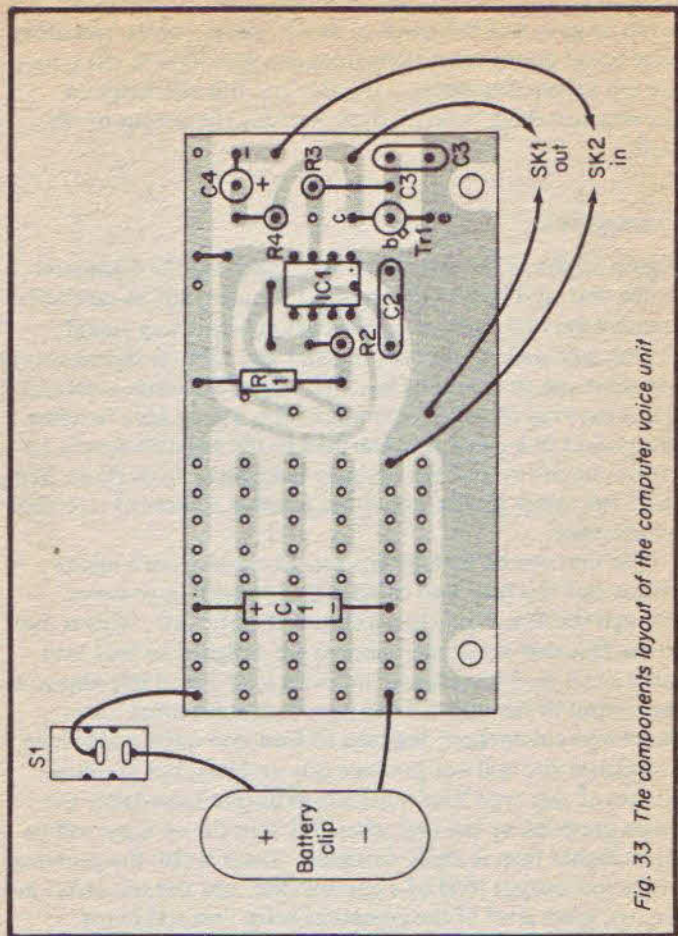 S1
+
Battery
clip
−
+
C
1
−
R
1
R4
C4
−
+
R3
IC1
R2
C2
c
b
e
Tr1
C3
C3
SK1
out
SK2
in
Fig. 33 The components layout of the computer voice unit